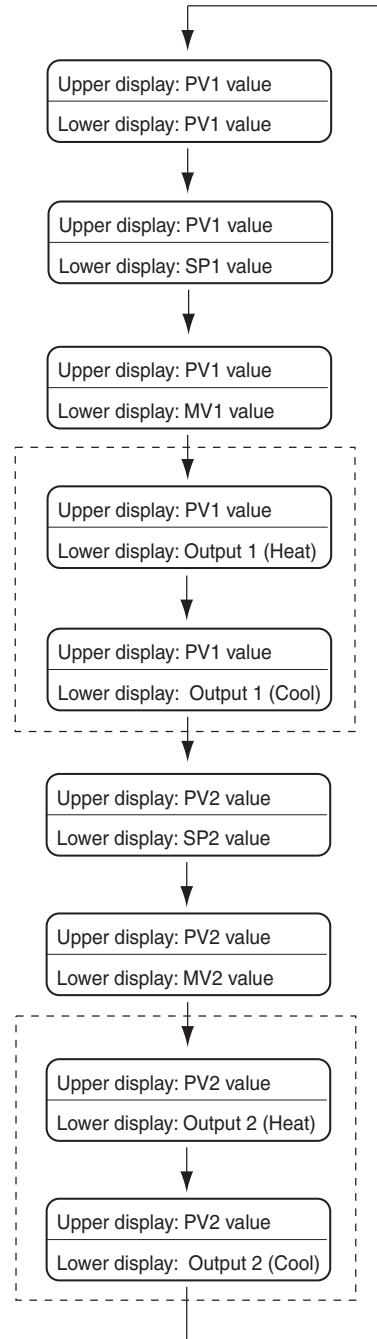 Upper display: PV1 value
Lower display: PV1 value
Upper display: PV1 value
Lower display: SP1 value
Upper display: PV1 value
Lower display: MV1 value
Upper display: PV1 value
Lower display: Output 1 (Heat)
Upper display: PV1 value
Lower display: Output 1 (Cool)
Upper display: PV2 value
Lower display: SP2 value
Upper display: PV2 value
Lower display: MV2 value
Upper display: PV2 value
Lower display: Output 2 (Heat)
Upper display: PV2 value
Lower display: Output 2 (Cool)